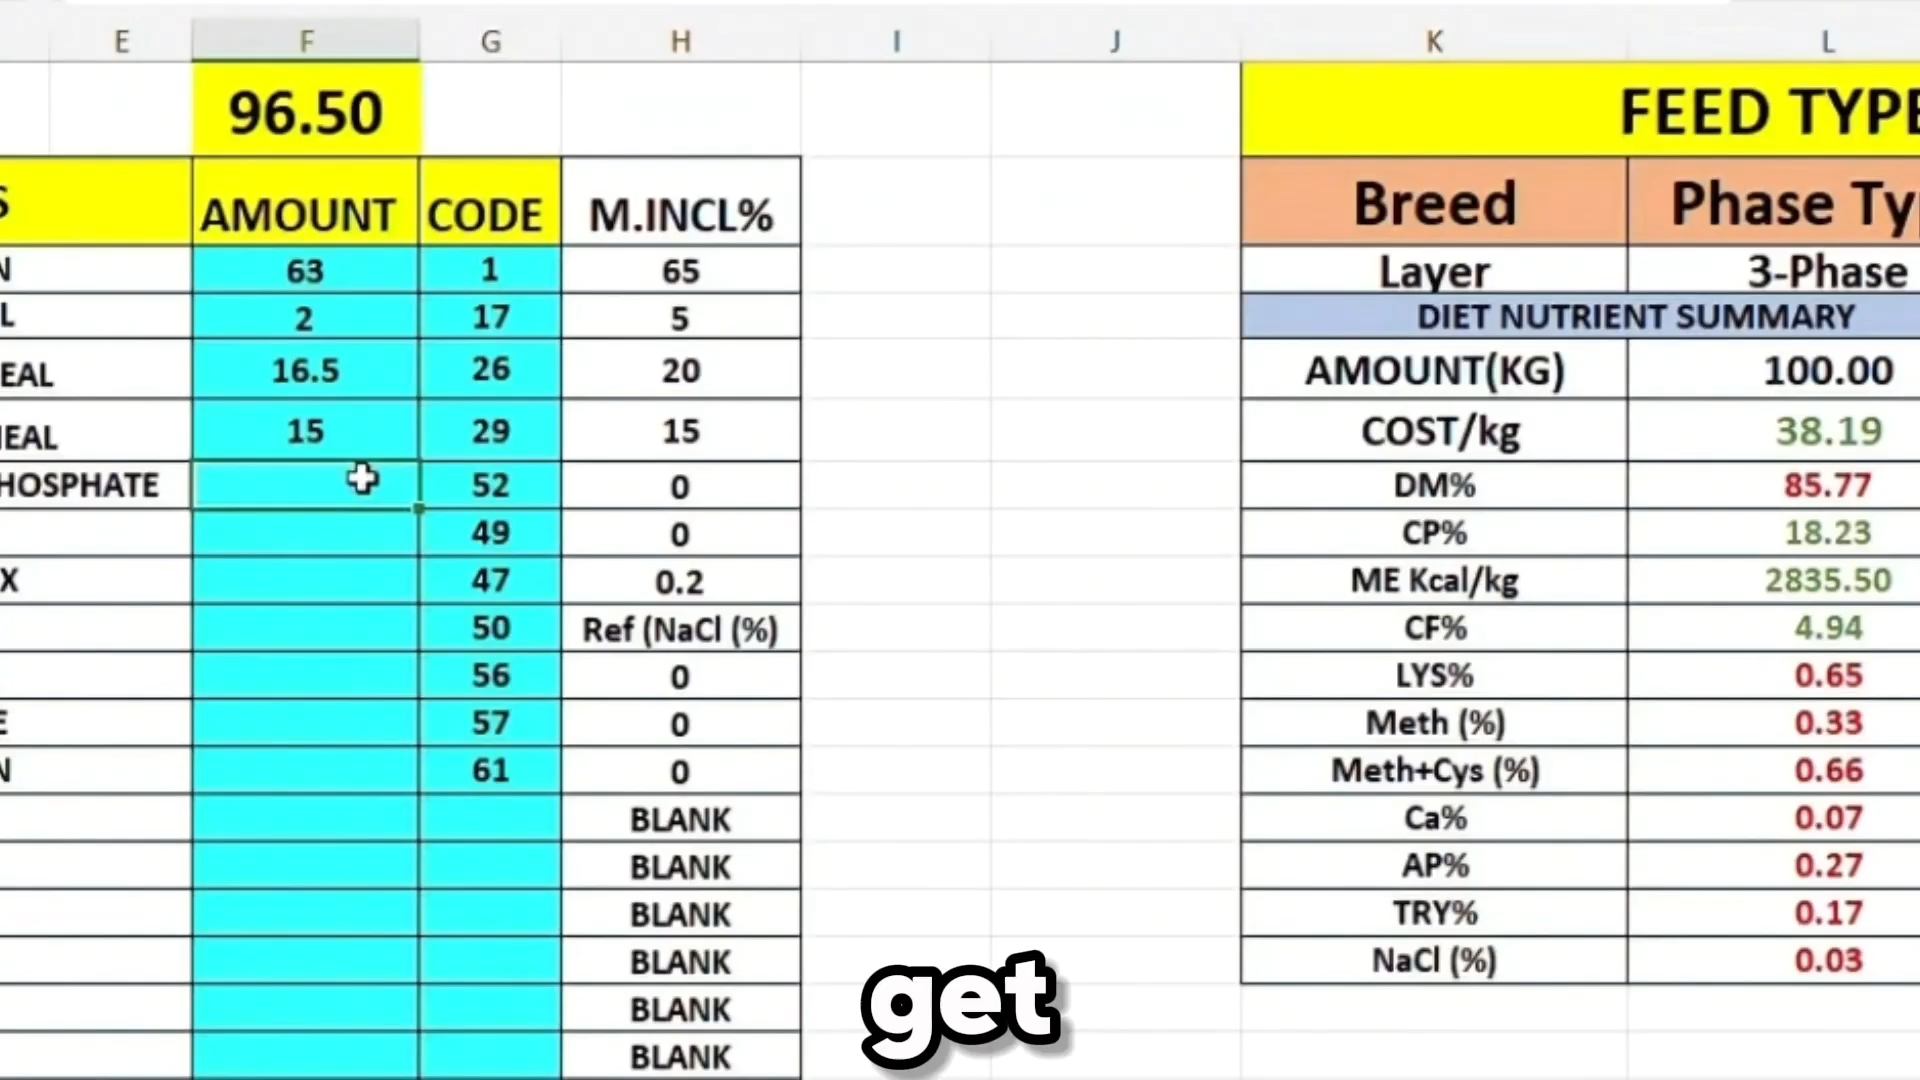 E F G H I J K L
96.50 FEED TYPE
S AMOUNT CODE M.INCL% Breed Phase Ty
N 63 1 65 Layer 3-Phase
L 2 17 5 DIET NUTRIENT SUMMARY
EAL 16.5 26 20 AMOUNT(KG) 100.00
EAL 15 29 15 COST/kg 38.19
HOSPHATE 52 0 DM% 85.77
49 0 CP% 18.23
X 47 0.2 ME Kcal/kg 2835.50
50 Ref (NaCl (%) CF% 4.94
56 0 LYS% 0.65
E 57 0 Meth (%) 0.33
N 61 0 Meth+Cys (%) 0.66
BLANK Ca% 0.07
BLANK AP% 0.27
BLANK TRY% 0.17
BLANK NaCl (%) 0.03
get
BLANK
BLANK